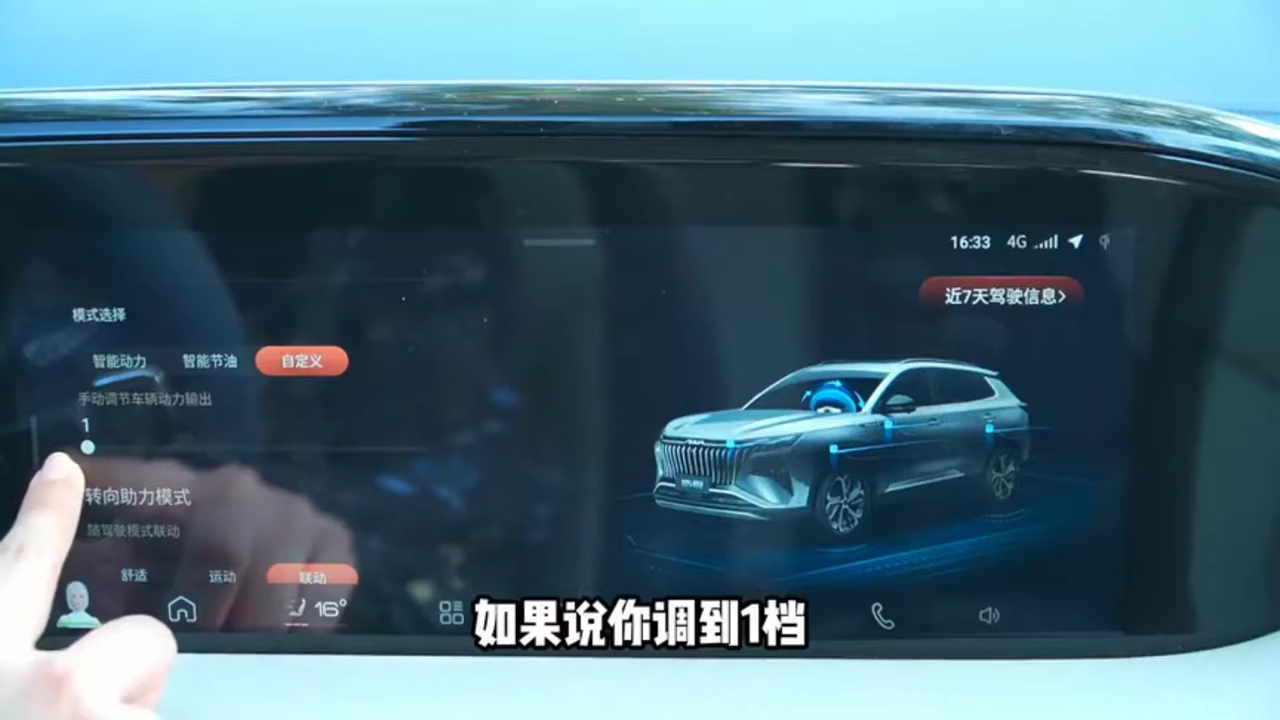 16:33 4G
近7天驾驶信息>
模式选择
智能动力 智能节油 自定义
手动调节车辆动力输出
1
转向助力模式
随驾驶模式联动
舒适 运动 联动
16°
如果说你调到1档